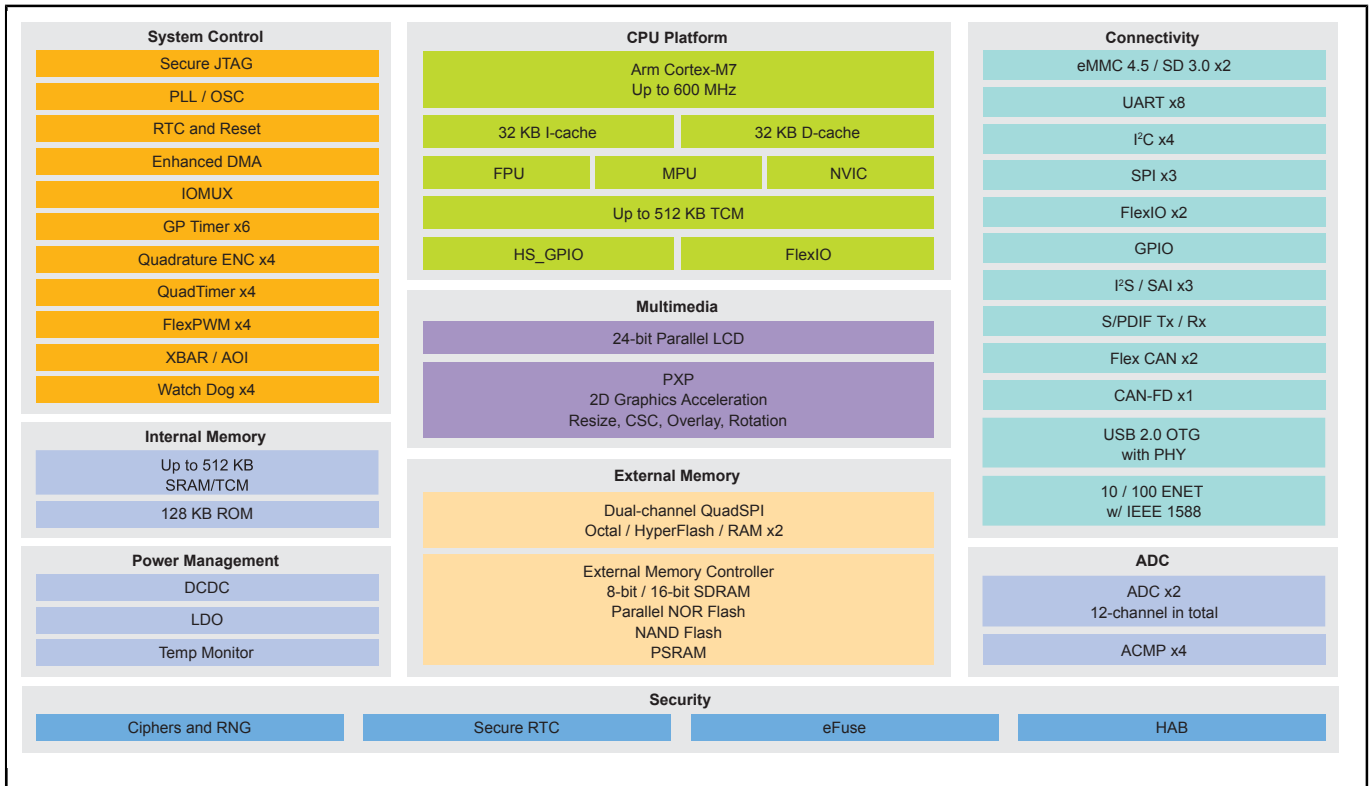 System Control
Secure JTAG
PLL / OSC
RTC and Reset
Enhanced DMA
IOMUX
GP Timer x6
Quadrature ENC x4
QuadTimer x4
FlexPWM x4
XBAR / AOI
Watch Dog x4
Internal Memory
Up to 512 KB
SRAM/TCM
128 KB ROM
Power Management
DCDC
LDO
Temp Monitor
CPU Platform
Arm Cortex-M7
Up to 600 MHz
32 KB I-cache
32 KB D-cache
FPU
MPU
NVIC
Up to 512 KB TCM
HS_GPIO
FlexIO
Multimedia
24-bit Parallel LCD
PXP
2D Graphics Acceleration
Resize, CSC, Overlay, Rotation
External Memory
Dual-channel QuadSPI
Octal / HyperFlash / RAM x2
External Memory Controller
8-bit / 16-bit SDRAM
Parallel NOR Flash
NAND Flash
PSRAM
Connectivity
eMMC 4.5 / SD 3.0 x2
UART x8
I²C x4
SPI x3
FlexIO x2
GPIO
I²S / SAI x3
S/PDIF Tx / Rx
Flex CAN x2
CAN-FD x1
USB 2.0 OTG
with PHY
10 / 100 ENET
w/ IEEE 1588
ADC
ADC x2
12-channel in total
ACMP x4
Security
Ciphers and RNG
Secure RTC
eFuse
HAB